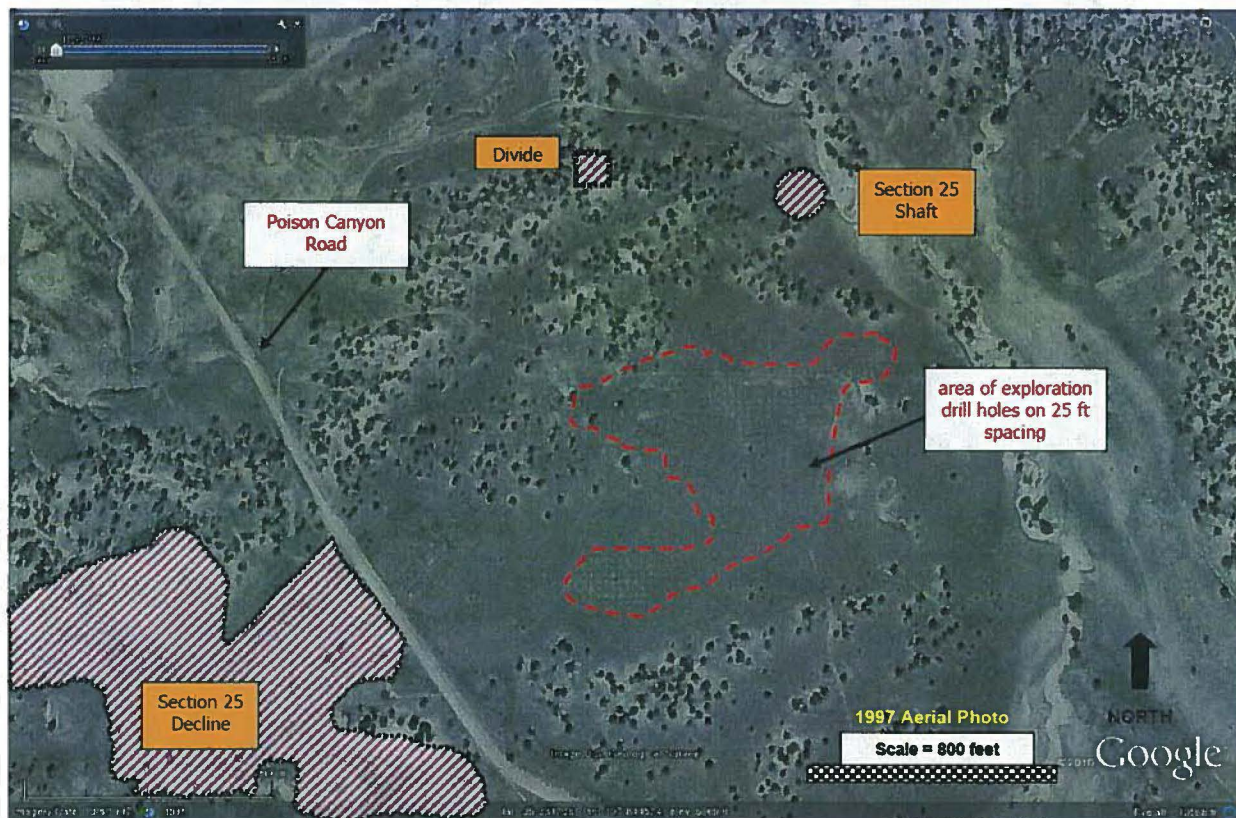 Divide
Section 25
Shaft
Poison Canyon
Road
area of exploration
drill holes on 25 ft
spacing
Section 25
Decline
1997 Aerial Photo
Scale = 800 feet
NORTH
Google